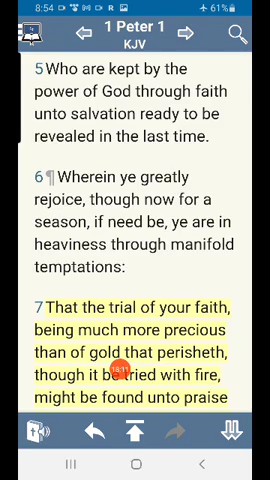 8:54
R
61%
1 Peter 1
KJV
5 Who are kept by the
power of God through faith
unto salvation ready to be
revealed in the last time.
6 ¶ Wherein ye greatly
rejoice, though now for a
season, if need be, ye are in
heaviness through manifold
temptations:
7 That the trial of your faith,
being much more precious
than of gold that perisheth,
though it be tried with fire,
18:11
might be found unto praise